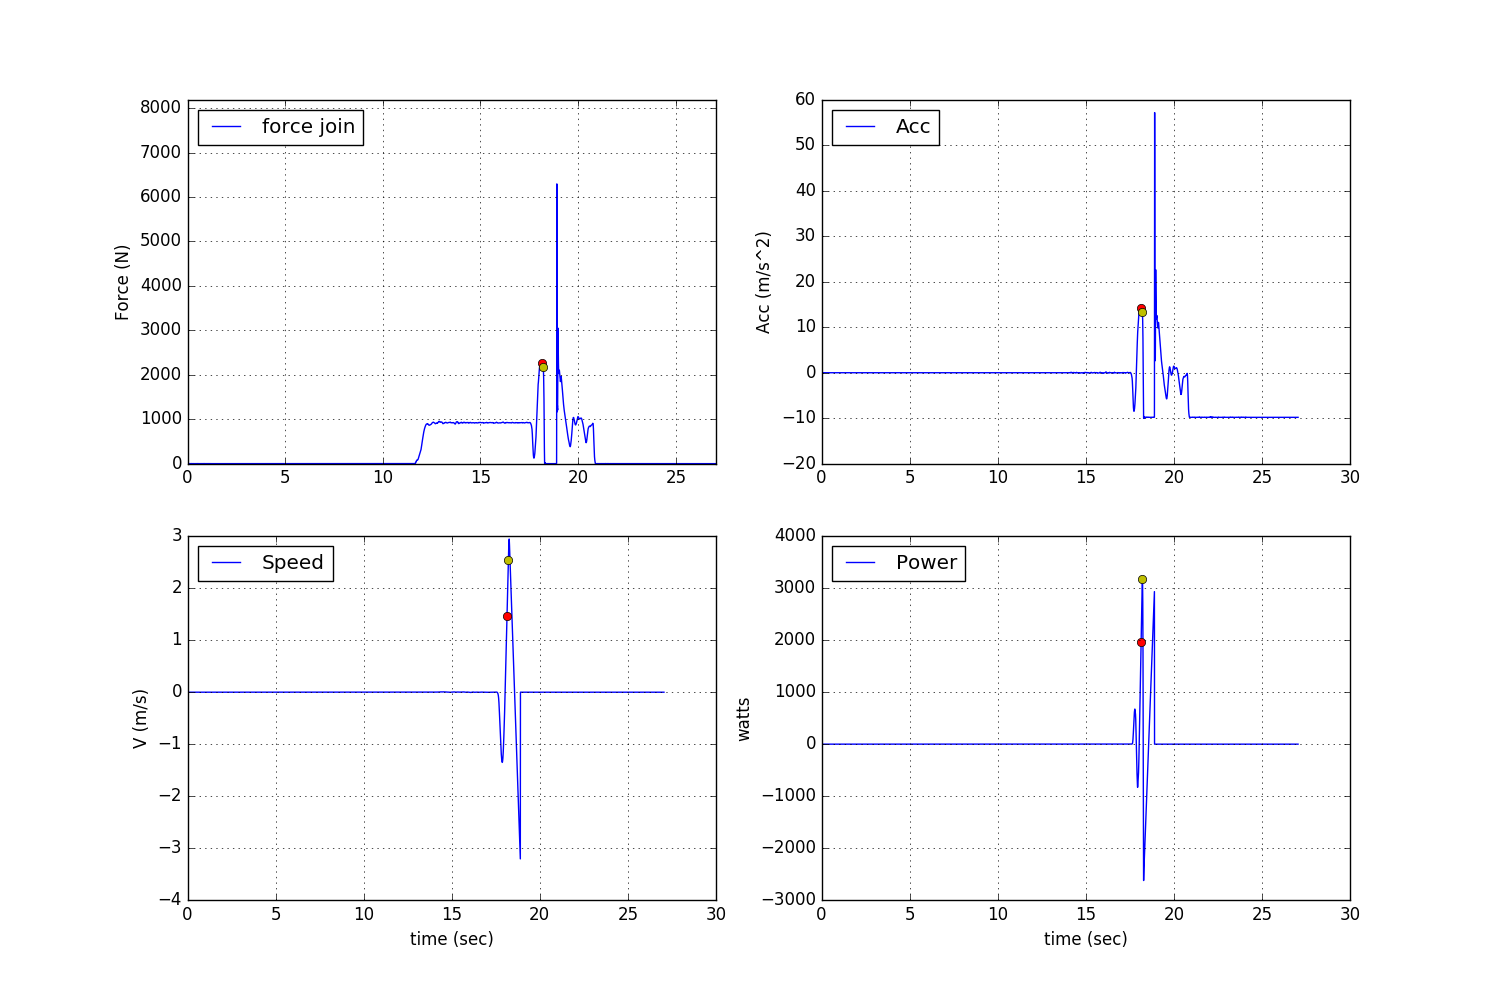 force join
8000
7000
6000
5000
4000
3000
2000
1000
0
Force (N)
0 5 10 15 20 25
Acc
60
50
40
30
20
10
0
−10
−20
Acc (m/s^2)
0 5 10 15 20 25 30
Speed
3
2
1
0
−1
−2
−3
−4
V (m/s)
0 5 10 15 20 25 30
time (sec)
Power
4000
3000
2000
1000
0
−1000
−2000
−3000
watts
0 5 10 15 20 25 30
time (sec)